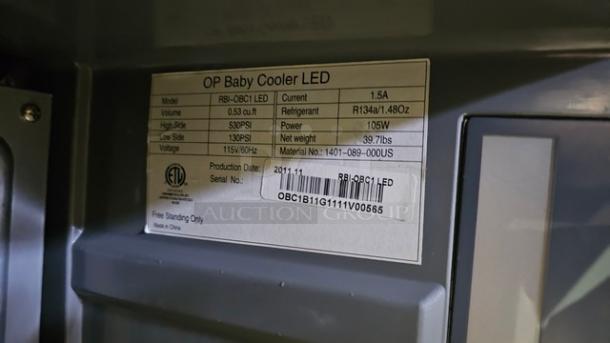 OP Baby Cooler LED
Model RBI-OBC1 LED Current 1.5A
Volume 0.53 cu.ft Refrigerant R134a/1.48Oz
High Side 530PSI Power 105W
Low Side 130PSI Net weight 39.7lbs
Voltage 115V/60Hz Material No.: 1401-089-000US
Production Date: 2011.11
Serial No.: RBI-OBC1 LED
OBC1B11G1111V00565
ETL
AUCTION GROUP
Free Standing Only
Made in China